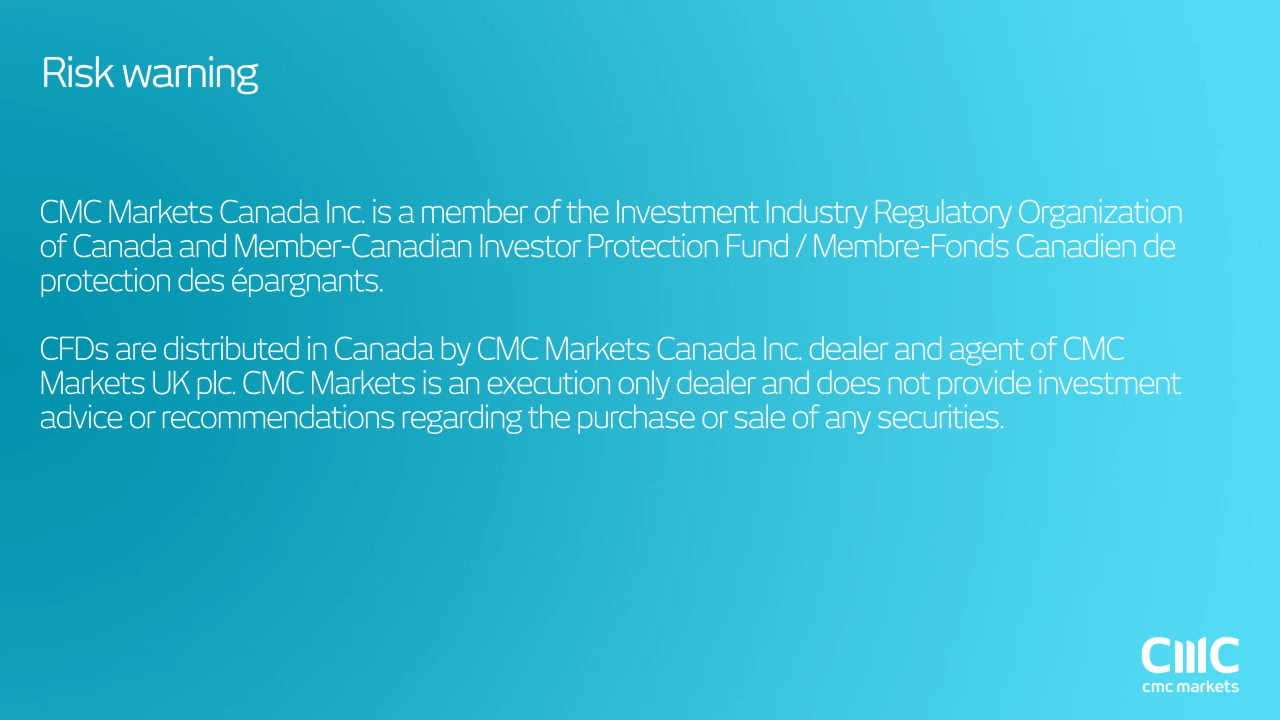 Risk warning
CMC Markets Canada Inc. is a member of the Investment Industry Regulatory Organization
of Canada and Member-Canadian Investor Protection Fund / Membre-Fonds Canadien de
protection des épargnants.
CFDs are distributed in Canada by CMC Markets Canada Inc. dealer and agent of CMC
Markets UK plc. CMC Markets is an execution only dealer and does not provide investment
advice or recommendations regarding the purchase or sale of any securities.
CMC
cmc markets